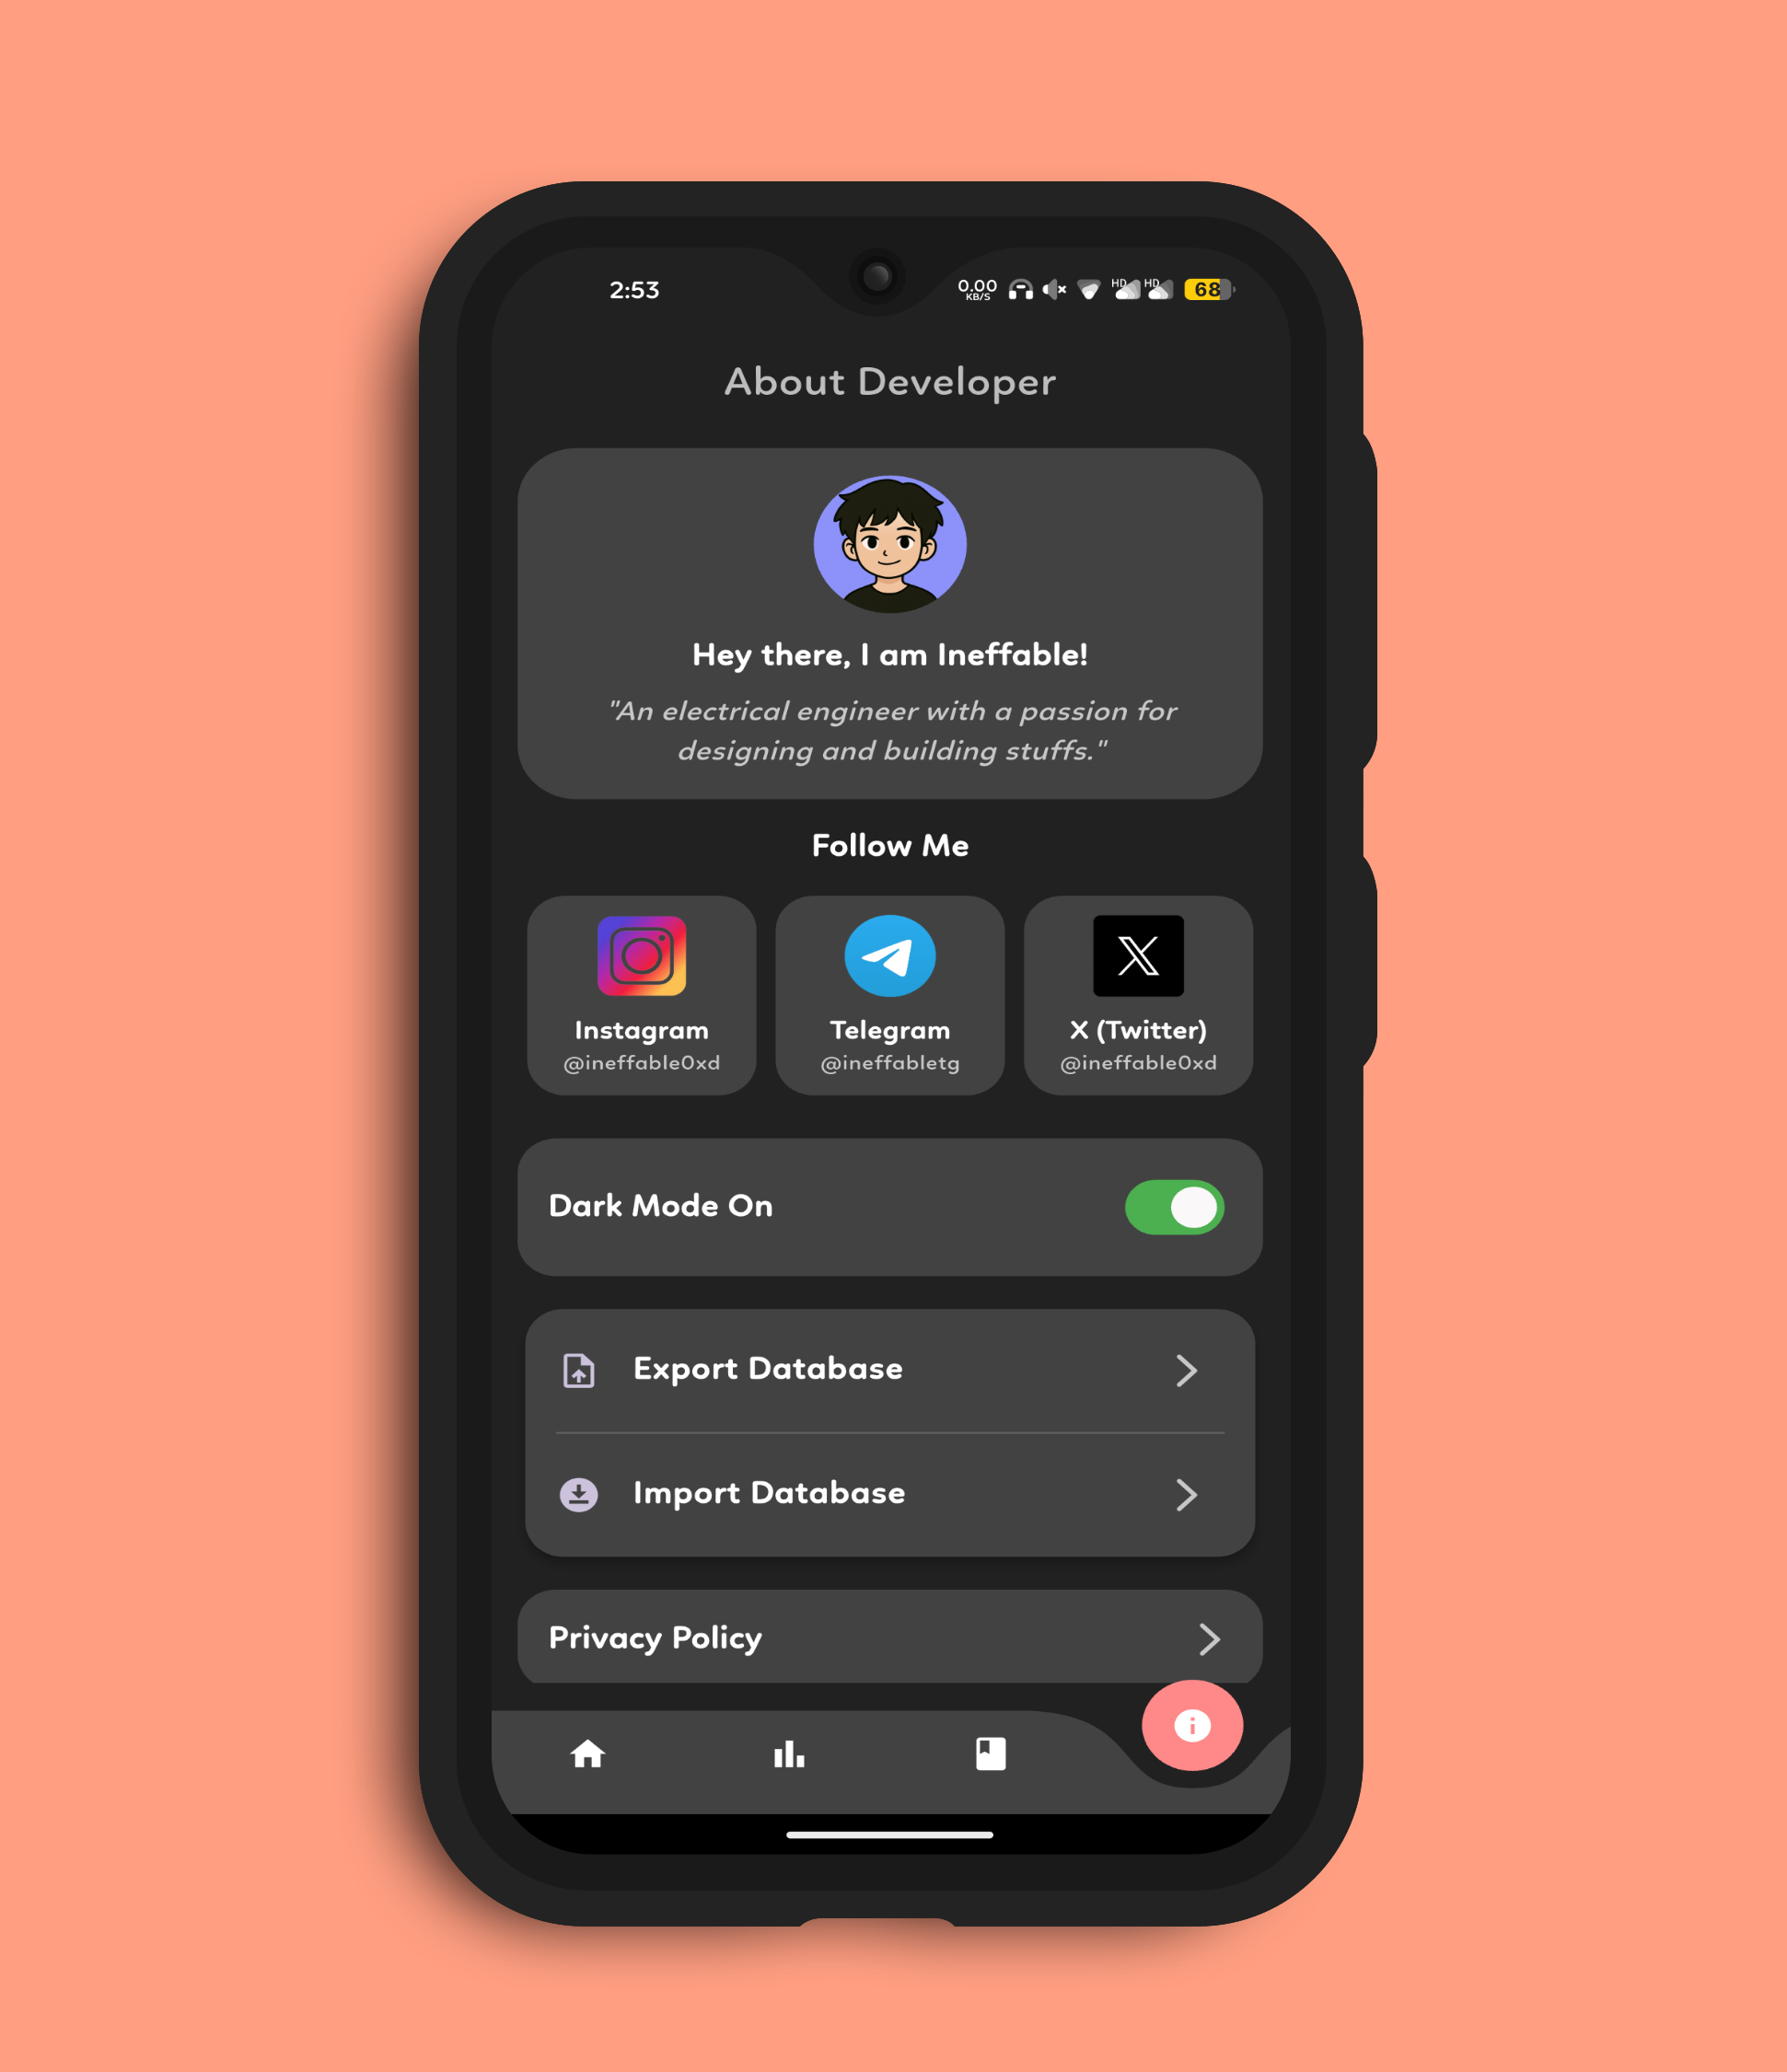 2:53
0.00
KB/S
HD
HD
68
About Developer
Hey there, I am Ineffable!
"An electrical engineer with a passion for
designing and building stuffs."
Follow Me
Instagram
Telegram
X (Twitter)
@ineffable0xd
@ineffabletg
@ineffable0xd
Dark Mode On
Export Database
Import Database
Privacy Policy